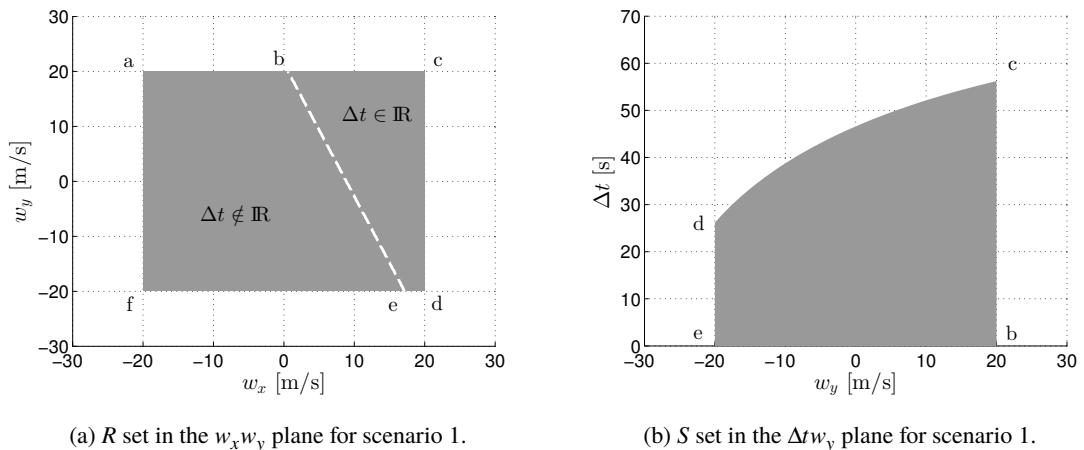 30
20
10
0
−10
−20
−30
−30
−20
−10
0
10
20
30
w_y [m/s]
w_x [m/s]
a
b
c
Δt ∈ ℝ
Δt ∉ ℝ
f
e
d
(a) R set in the w_xw_y plane for scenario 1.
70
60
50
40
30
20
10
0
−30
−20
−10
0
10
20
30
Δt [s]
w_y [m/s]
c
d
e
b
(b) S set in the Δtw_y plane for scenario 1.